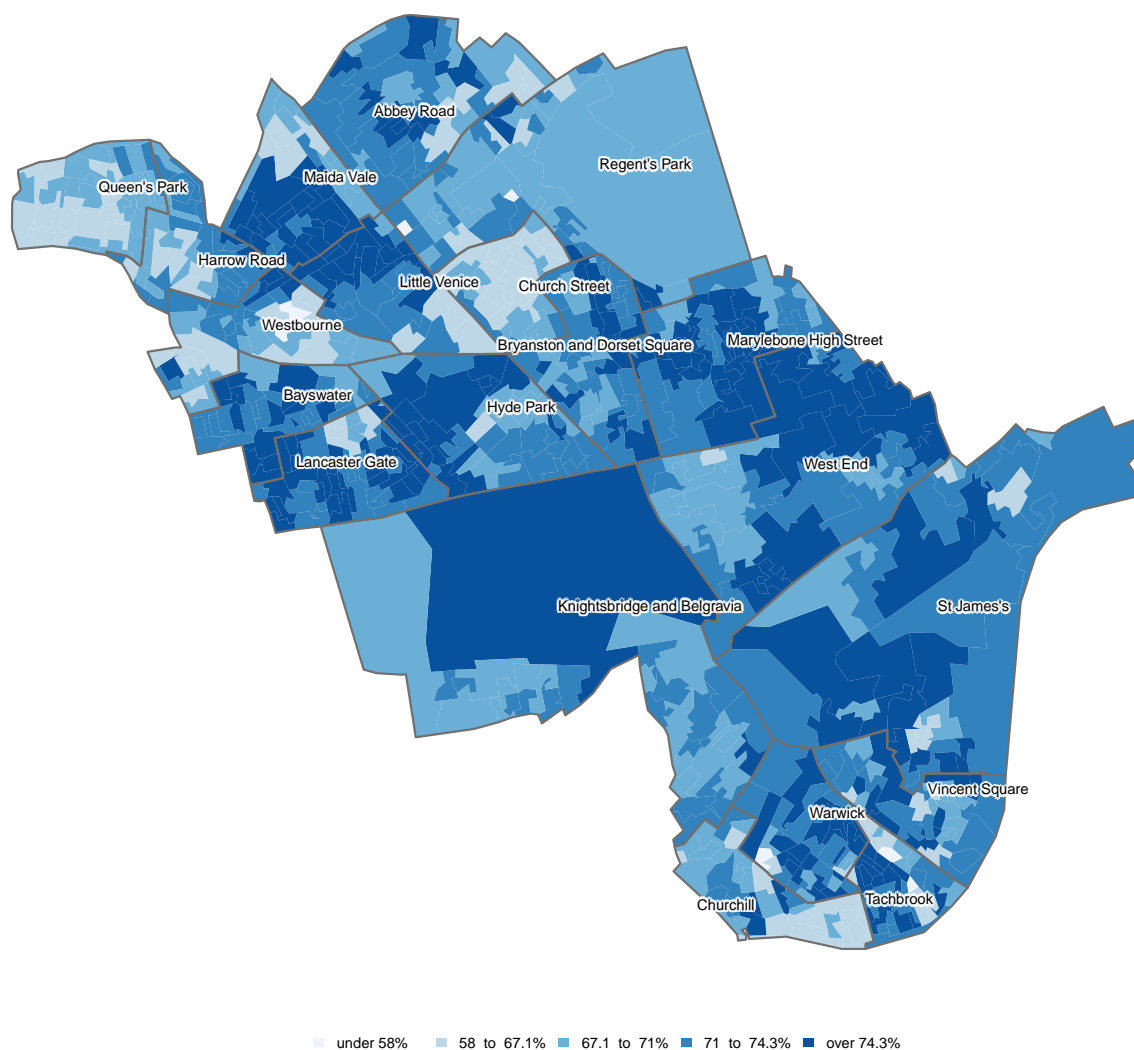 Abbey Road
Regent's Park
Maida Vale
Queen's Park
Harrow Road
Little Venice
Church Street
Westbourne
Marylebone High Street
Bryanston and Dorset Square
Bayswater
Hyde Park
Lancaster Gate
West End
Knightsbridge and Belgravia
St James's
Vincent Square
Warwick
Tachbrook
Churchill
under 58% 58 to 67.1% 67.1 to 71% 71 to 74.3% over 74.3%